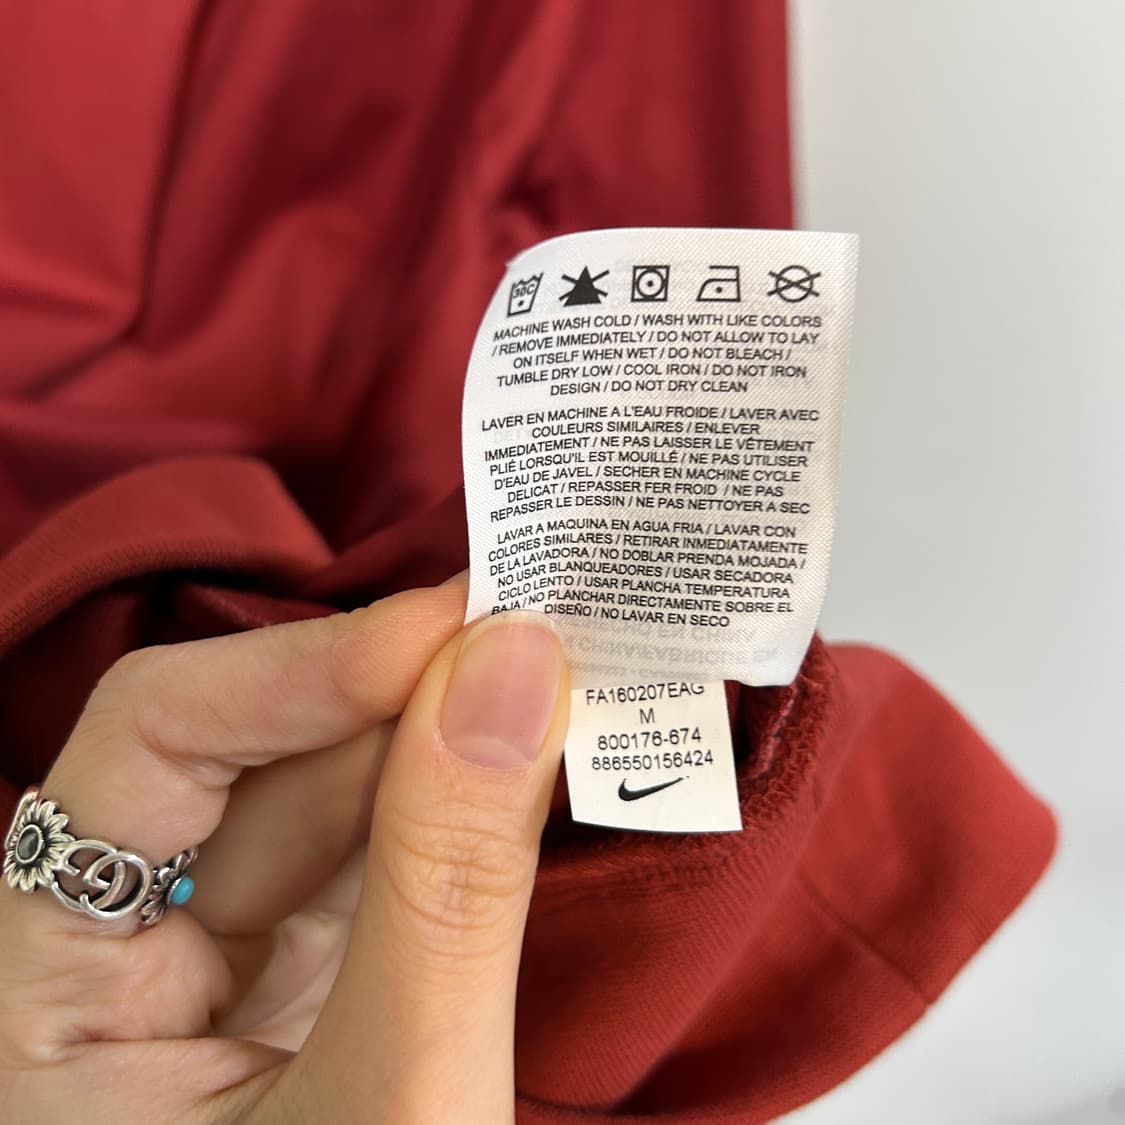 30C
MACHINE WASH COLD / WASH WITH LIKE COLORS
/ REMOVE IMMEDIATELY / DO NOT ALLOW TO LAY
ON ITSELF WHEN WET / DO NOT BLEACH /
TUMBLE DRY LOW / COOL IRON / DO NOT IRON
DESIGN / DO NOT DRY CLEAN
LAVER EN MACHINE A L'EAU FROIDE / LAVER AVEC
COULEURS SIMILAIRES / ENLEVER
IMMEDIATEMENT / NE PAS LAISSER LE VÊTEMENT
PLIÉ LORSQU'IL EST MOUILLÉ / NE PAS UTILISER
D'EAU DE JAVEL / SECHER EN MACHINE CYCLE
DELICAT / REPASSER FER FROID / NE PAS
REPASSER LE DESSIN / NE PAS NETTOYER A SEC
LAVAR A MAQUINA EN AGUA FRIA / LAVAR CON
COLORES SIMILARES / RETIRAR INMEDIATAMENTE
DE LA LAVADORA / NO DOBLAR PRENDA MOJADA /
NO USAR BLANQUEADORES / USAR SECADORA
CICLO LENTO / USAR PLANCHA TEMPERATURA
BAJA / NO PLANCHAR DIRECTAMENTE SOBRE EL
DISEÑO / NO LAVAR EN SECO
FA160207EAG
M
800176-674
886550156424